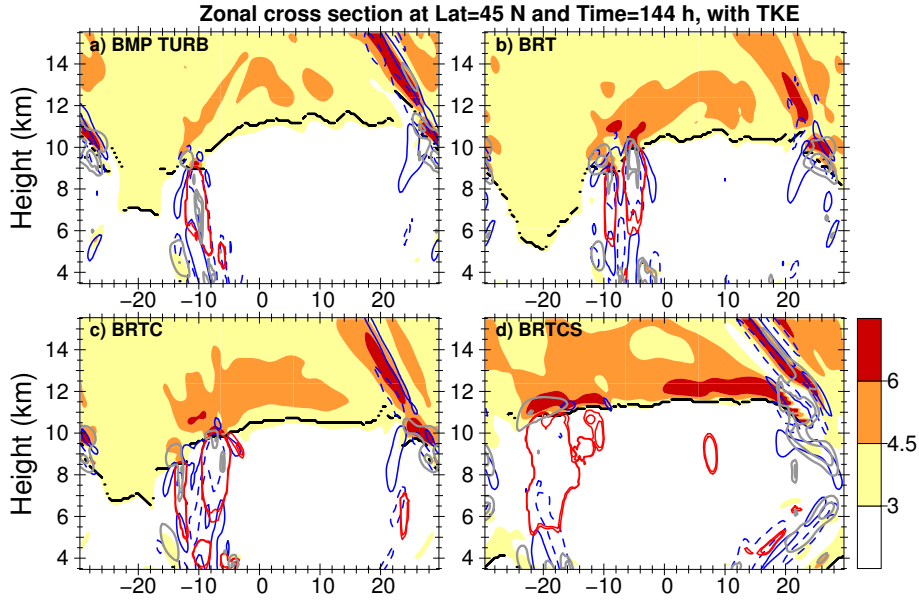 Zonal cross section at Lat=45 N and Time=144 h, with TKE
a) BMP TURB
b) BRT
Height (km)
14
12
10
8
6
4
14
12
10
8
6
4
−20 −10 0 10 20
−20 −10 0 10 20
c) BRTC
d) BRTCS
Height (km)
14
12
10
8
6
4
14
12
10
8
6
4
6
4.5
3
−20 −10 0 10 20
−20 −10 0 10 20